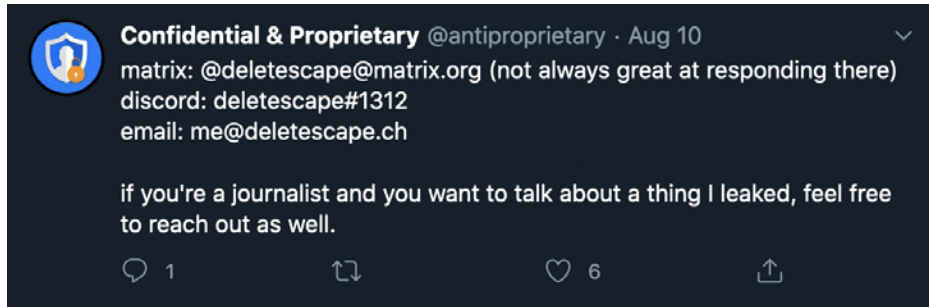 Confidential & Proprietary @antiproprietary · Aug 10
matrix: @deletescape@matrix.org (not always great at responding there)
discord: deletescape#1312
email: me@deletescape.ch
if you're a journalist and you want to talk about a thing I leaked, feel free
to reach out as well.
1 6